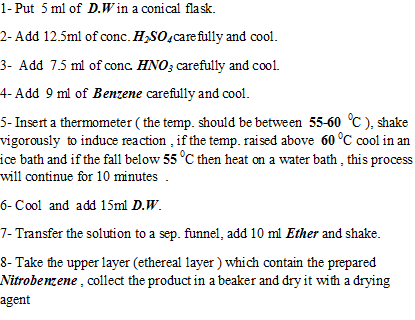 1- Put 5 ml of D.W in a conical flask.
2- Add 12.5ml of conc. H₂SO₄carefully and cool.
3- Add 7.5 ml of conc. HNO₃ carefully and cool.
4- Add 9 ml of Benzene carefully and cool.
5- Insert a thermometer ( the temp. should be between 55-60 ⁰C ), shake
vigorously to induce reaction , if the temp. raised above 60 ⁰C cool in an
ice bath and if the fall below 55 ⁰C then heat on a water bath , this process
will continue for 10 minutes .
6- Cool and add 15ml D.W.
7- Transfer the solution to a sep. funnel, add 10 ml Ether and shake.
8- Take the upper layer (ethereal layer ) which contain the prepared
Nitrobenzene , collect the product in a beaker and dry it with a drying
agent